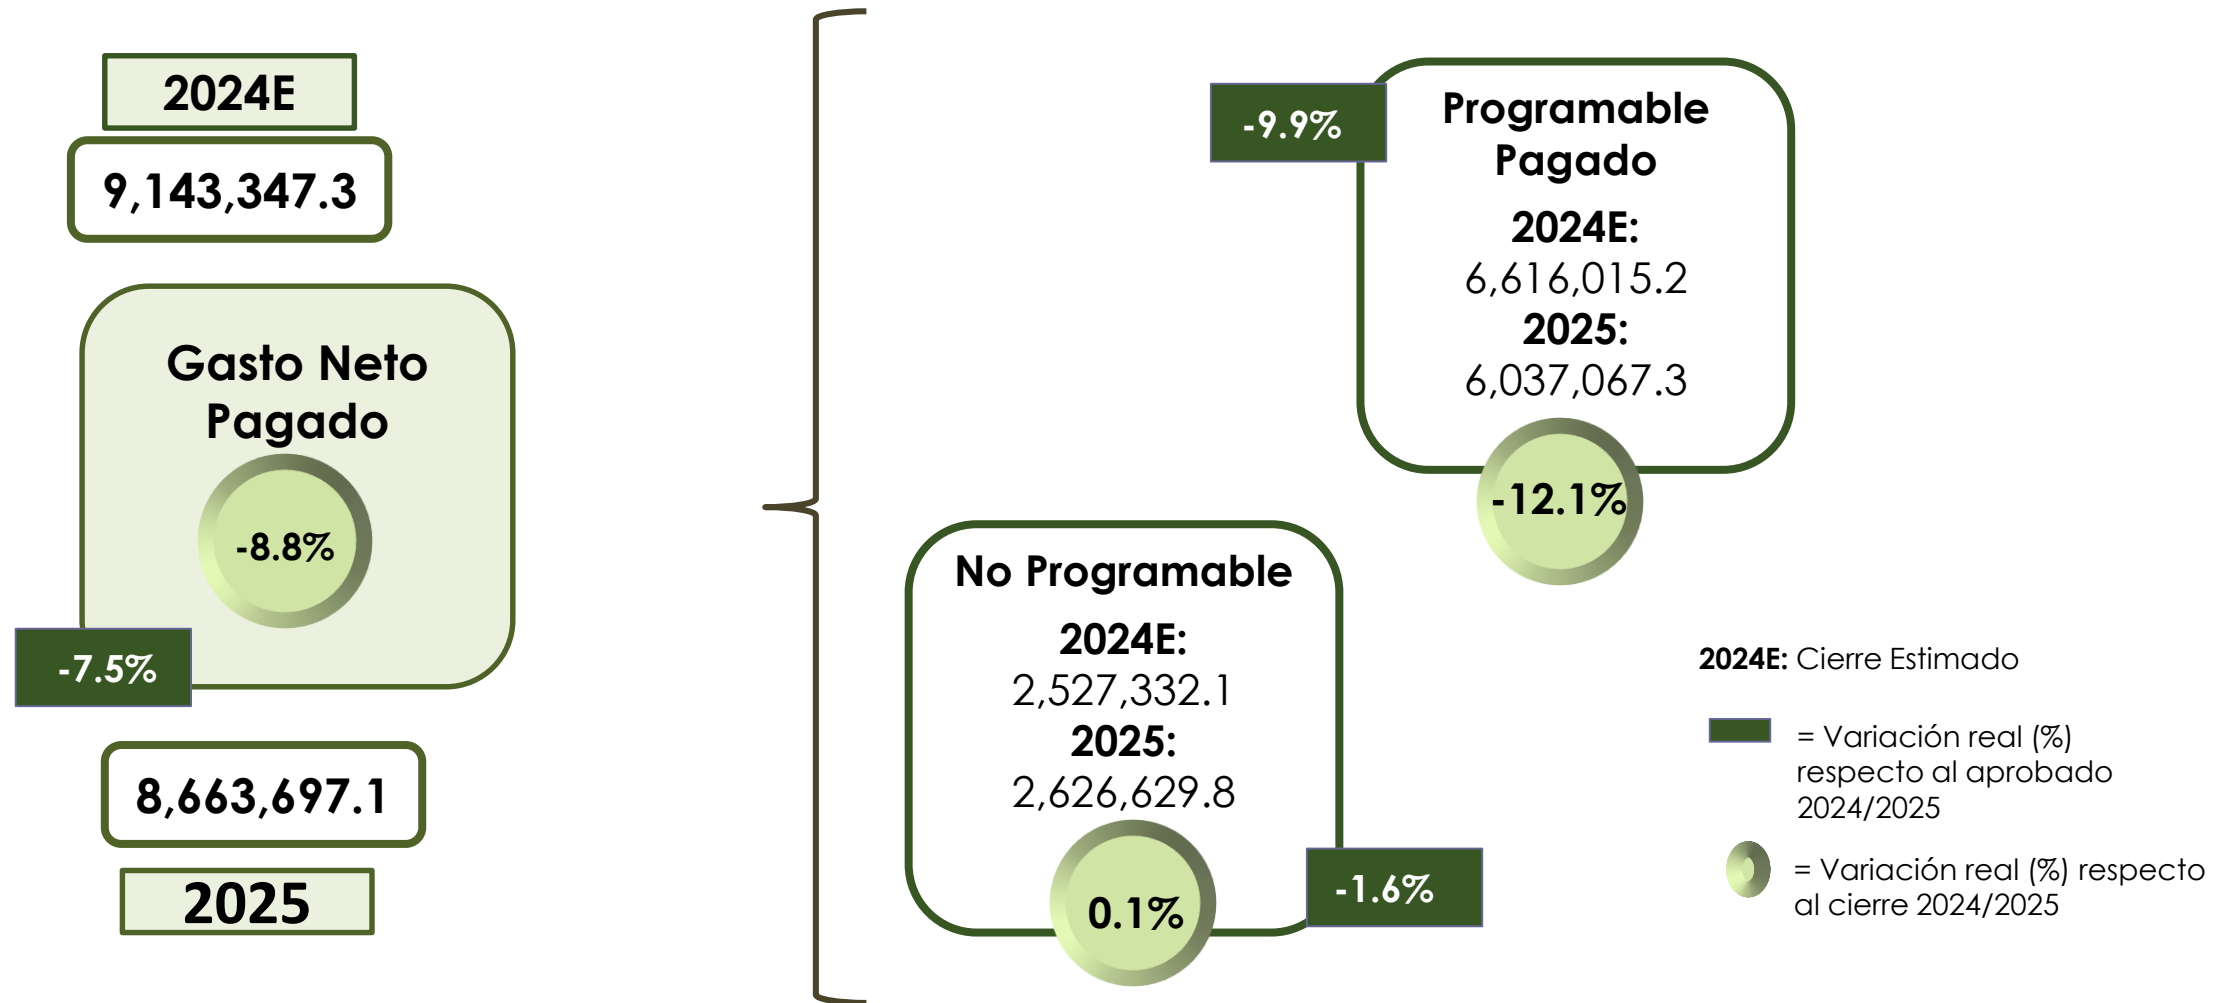 2024E
9,143,347.3
Gasto Neto
Pagado
-8.8%
-7.5%
8,663,697.1
2025
-9.9%
Programable
Pagado
2024E:
6,616,015.2
2025:
6,037,067.3
-12.1%
No Programable
2024E:
2,527,332.1
2025:
2,626,629.8
0.1%
-1.6%
2024E: Cierre Estimado
= Variación real (%)
respecto al aprobado
2024/2025
= Variación real (%) respecto
al cierre 2024/2025